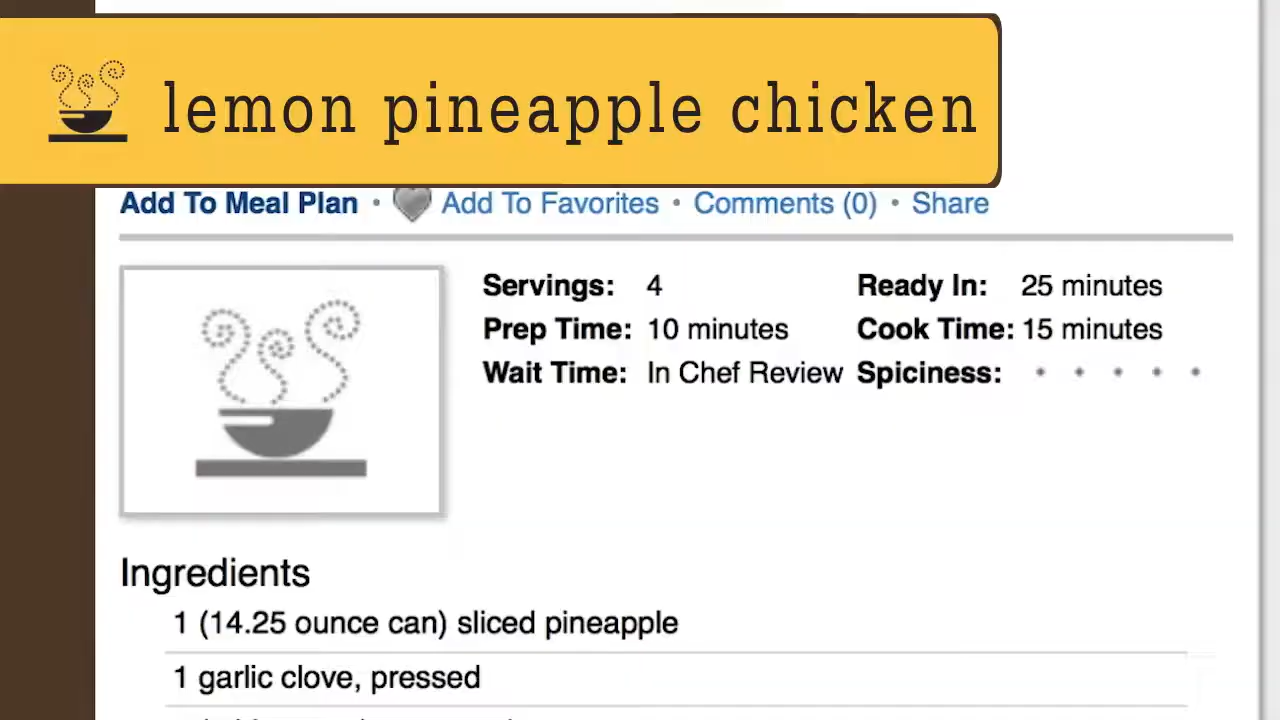 lemon pineapple chicken
Add To Meal Plan • Add To Favorites • Comments (0) • Share
Servings: 4 Ready In: 25 minutes
Prep Time: 10 minutes Cook Time: 15 minutes
Wait Time: In Chef Review Spiciness:
Ingredients
1 (14.25 ounce can) sliced pineapple
1 garlic clove, pressed